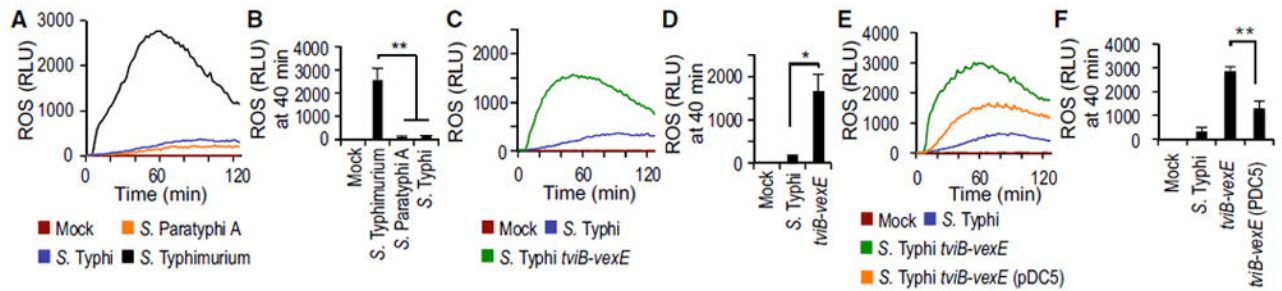 A
ROS (RLU)
3000
2000
1000
0
0 60 120
Time (min)
Mock S. Paratyphi A
S. Typhi S. Typhimurium
B
ROS (RLU)
at 40 min
4000
3000
2000
1000
0
**
Mock
S. Typhimurium
S. Paratyphi A
S. Typhi
C
ROS (RLU)
2000
1000
0
0 60 120
Time (min)
Mock S. Typhi
S. Typhi tviB-vexE
D
ROS (RLU)
at 40 min
2000
1000
0
*
Mock
S. Typhi
tviB-vexE
E
ROS (RLU)
4000
3000
2000
1000
0
0 60 120
Time (min)
Mock S. Typhi
S. Typhi tviB-vexE
S. Typhi tviB-vexE (pDC5)
F
ROS (RLU)
at 40 min
4000
3000
2000
1000
0
**
Mock
S. Typhi
tviB-vexE
tviB-vexE (PDC5)